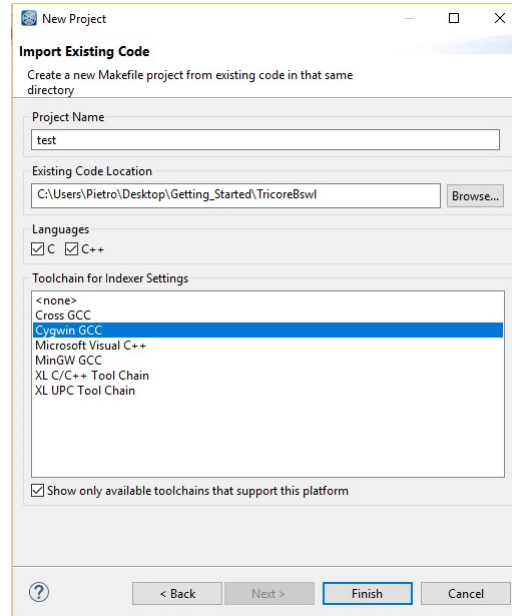 New Project
Import Existing Code
Create a new Makefile project from existing code in that same
directory
Project Name
test
Existing Code Location
C:\Users\Pietro\Desktop\Getting_Started\TricoreBswl
Browse...
Languages
C C++
Toolchain for Indexer Settings
<none>
Cross GCC
Cygwin GCC
Microsoft Visual C++
MinGW GCC
XL C/C++ Tool Chain
XL UPC Tool Chain
Show only available toolchains that support this platform
? < Back Next > Finish Cancel